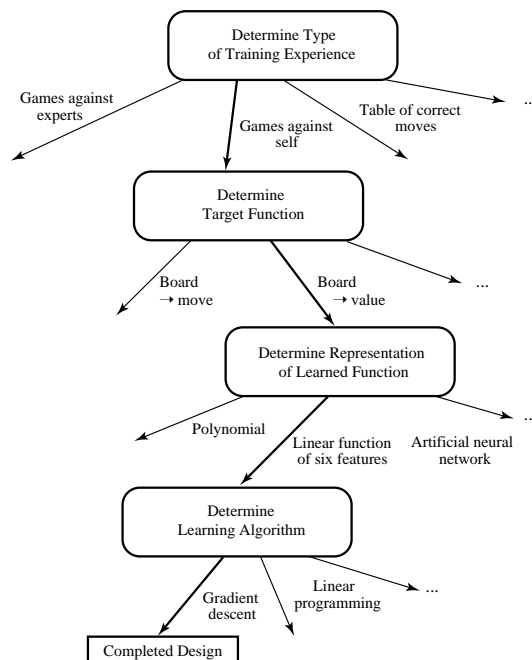 Determine Type
of Training Experience
Games against
experts
Games against
self
Table of correct
moves
...
Determine
Target Function
Board
→ move
Board
→ value
...
Determine Representation
of Learned Function
Polynomial
Linear function
of six features
Artificial neural
network
...
Determine
Learning Algorithm
Gradient
descent
Linear
programming
...
Completed Design